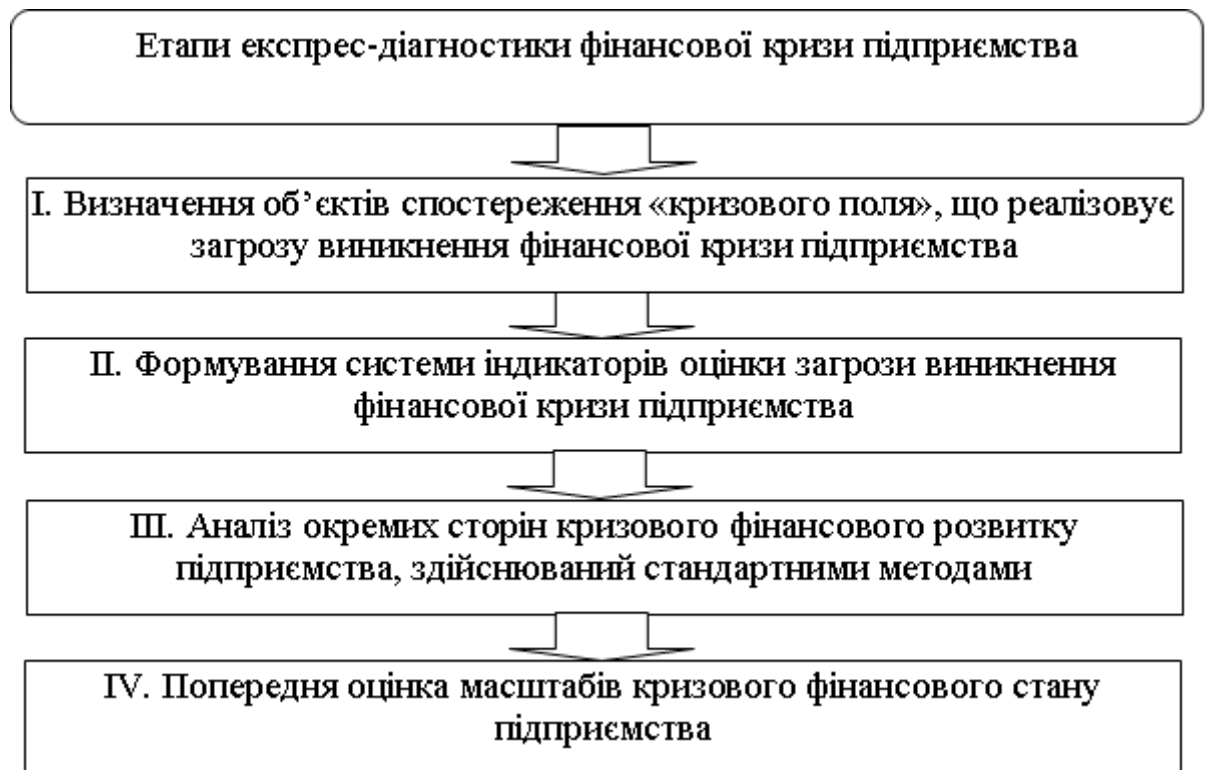 Етапи експрес-діагностики фінансової кризи підприємства
I. Визначення об’єктів спостереження «кризового поля», що реалізовує
загрозу виникнення фінансової кризи підприємства
II. Формування системи індикаторів оцінки загрози виникнення
фінансової кризи підприємства
III. Аналіз окремих сторін кризового фінансового розвитку
підприємства, здійснюваний стандартними методами
IV. Попередня оцінка масштабів кризового фінансового стану
підприємства